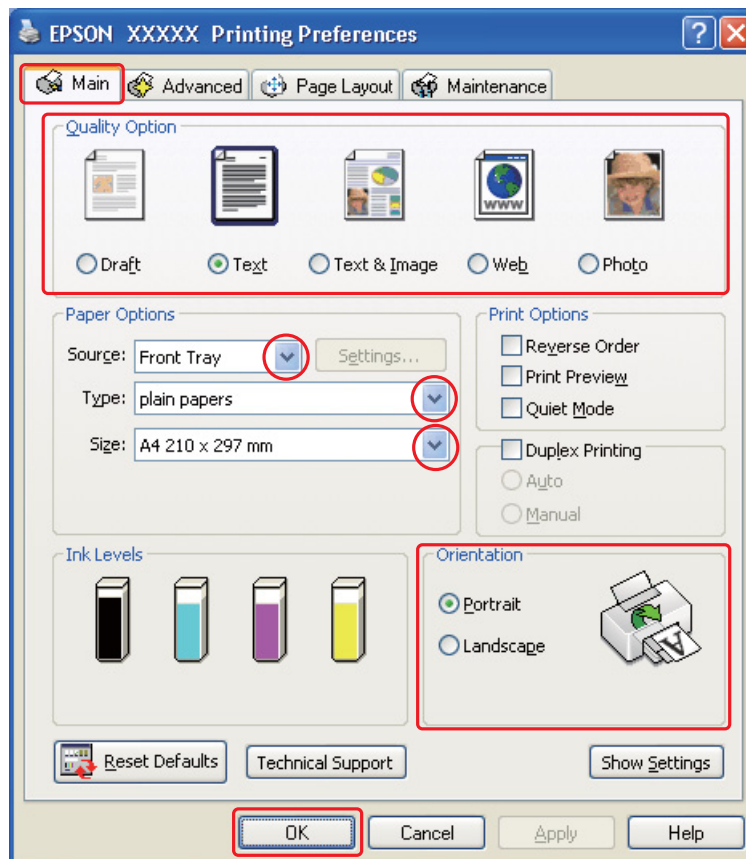 EPSON XXXXX Printing Preferences
Main
Advanced
Page Layout
Maintenance
Quality Option
WWW
Draft
Text
Text & Image
Web
Photo
Paper Options
Source: Front Tray
Settings...
Type: plain papers
Size: A4 210 x 297 mm
Print Options
Reverse Order
Print Preview
Quiet Mode
Duplex Printing
Auto
Manual
Ink Levels
Orientation
Portrait
Landscape
A
Reset Defaults
Technical Support
Show Settings
OK
Cancel
Apply
Help